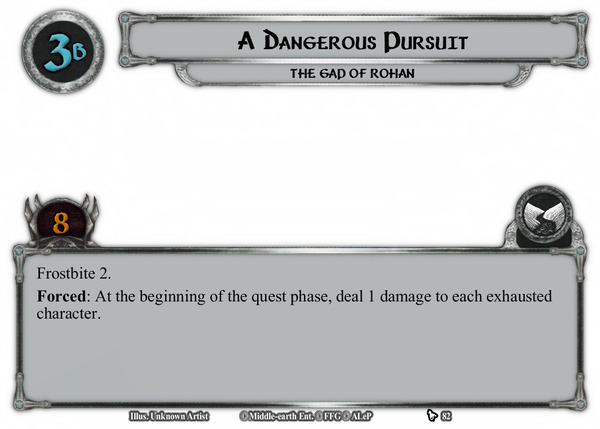 3B
A Dangerous Pursuit
THE GAP OF ROHAN
8
Frostbite 2.
Forced: At the beginning of the quest phase, deal 1 damage to each exhausted
character.
Illus. Unknown Artist © Middle-earth Ent. © FFG © ALeP 82